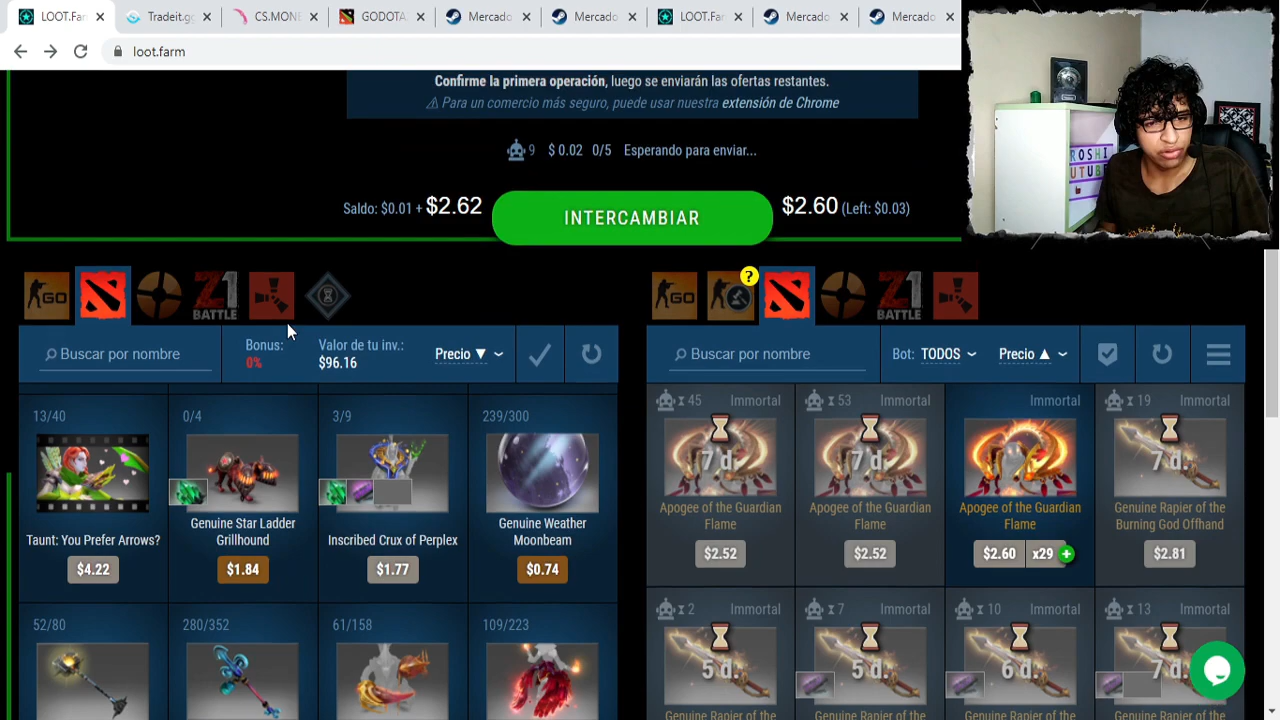 LOOT.Farm
Tradeit.gg
CS.MONEY
GODOTA
Mercado
Mercado
LOOT.Farm
Mercado
Mercado
loot.farm
Confirme la primera operación, luego se enviarán las ofertas restantes.
⚠ Para un comercio más seguro, puede usar nuestra extensión de Chrome
9 $ 0.02 0/5 Esperando para enviar...
Saldo: $0.01 + $2.62
INTERCAMBIAR
$2.60 (Left: $0.03)
GO
Z1
BATTLE
GO
?
Z1
BATTLE
Buscar por nombre
Bonus:
0%
Valor de tu inv.:
$96.16
Precio ▼
Buscar por nombre
Bot: TODOS
Precio ▲
13/40
0/4
3/9
239/300
Taunt: You Prefer Arrows?
Genuine Star Ladder
Grillhound
Inscribed Crux of Perplex
Genuine Weather
Moonbeam
$4.22
$1.84
$1.77
$0.74
52/80
280/352
61/158
109/223
45 Immortal
53 Immortal
Immortal
19 Immortal
7 d.
7 d.
7 d.
Apogee of the Guardian
Flame
Apogee of the Guardian
Flame
Apogee of the Guardian
Flame
Genuine Rapier of the
Burning God Offhand
$2.52
$2.52
$2.60 x29
$2.81
2 Immortal
7 Immortal
10 Immortal
13 Immortal
5 d.
5 d.
6 d.
7 d.
Genuine Rapier of the
Genuine Rapier of the
Genuine Rapier of the
Genuine Rapier of the
ROSHI